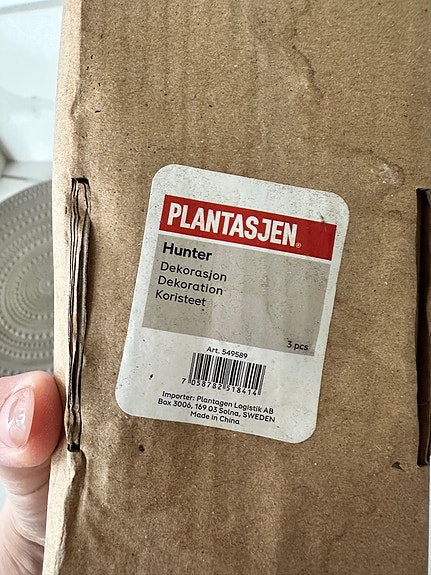 PLANTASJEN®
Hunter
Dekorasjon
Dekoration
Koristeet
3 pcs
Art. 549589
7 058782 518414
Importer: Plantagen Logistik AB
Box 3006, 169 03 Solna, SWEDEN
Made in China